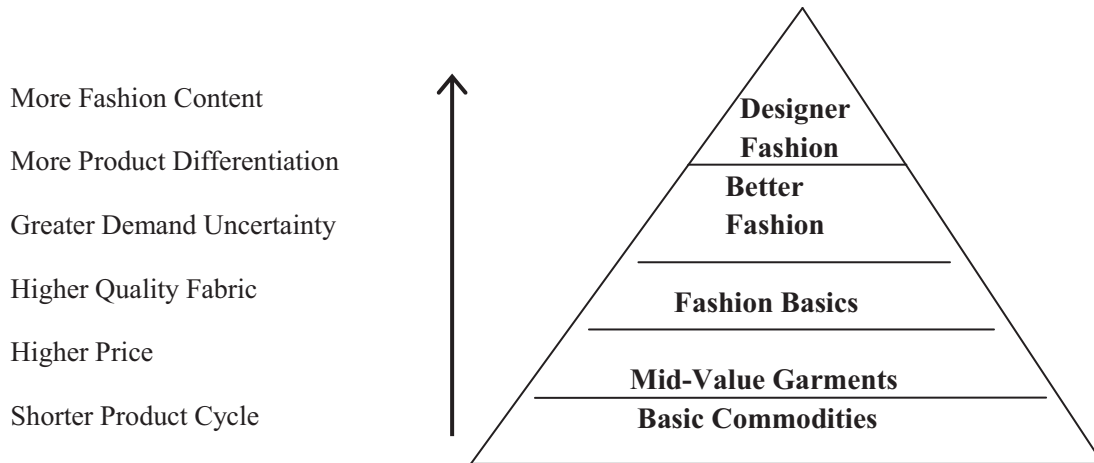 More Fashion Content
More Product Differentiation
Greater Demand Uncertainty
Higher Quality Fabric
Higher Price
Shorter Product Cycle
Designer
Fashion
Better
Fashion
Fashion Basics
Mid-Value Garments
Basic Commodities